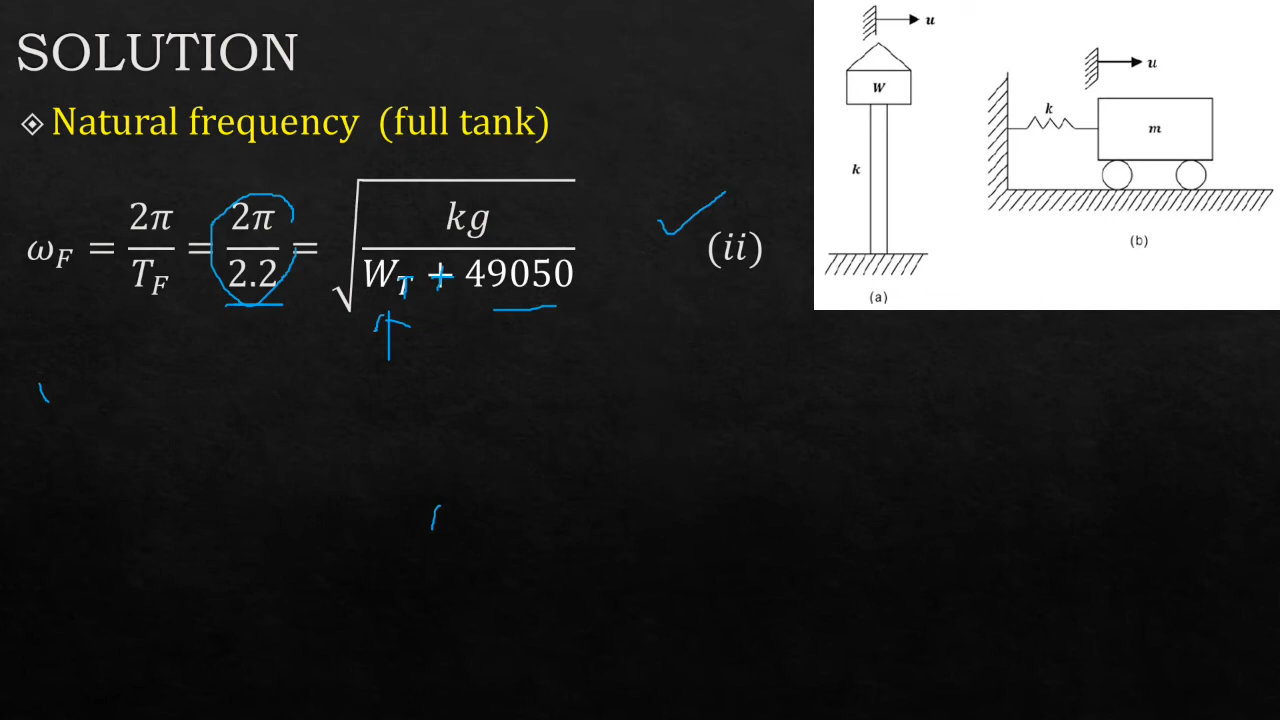 SOLUTION
Natural frequency (full tank)
ω_F = 2π/T_F = 2π/2.2 = √(kg/(W_T + 49050)) (ii)
u
W
k
(a)
u
k
m
(b)